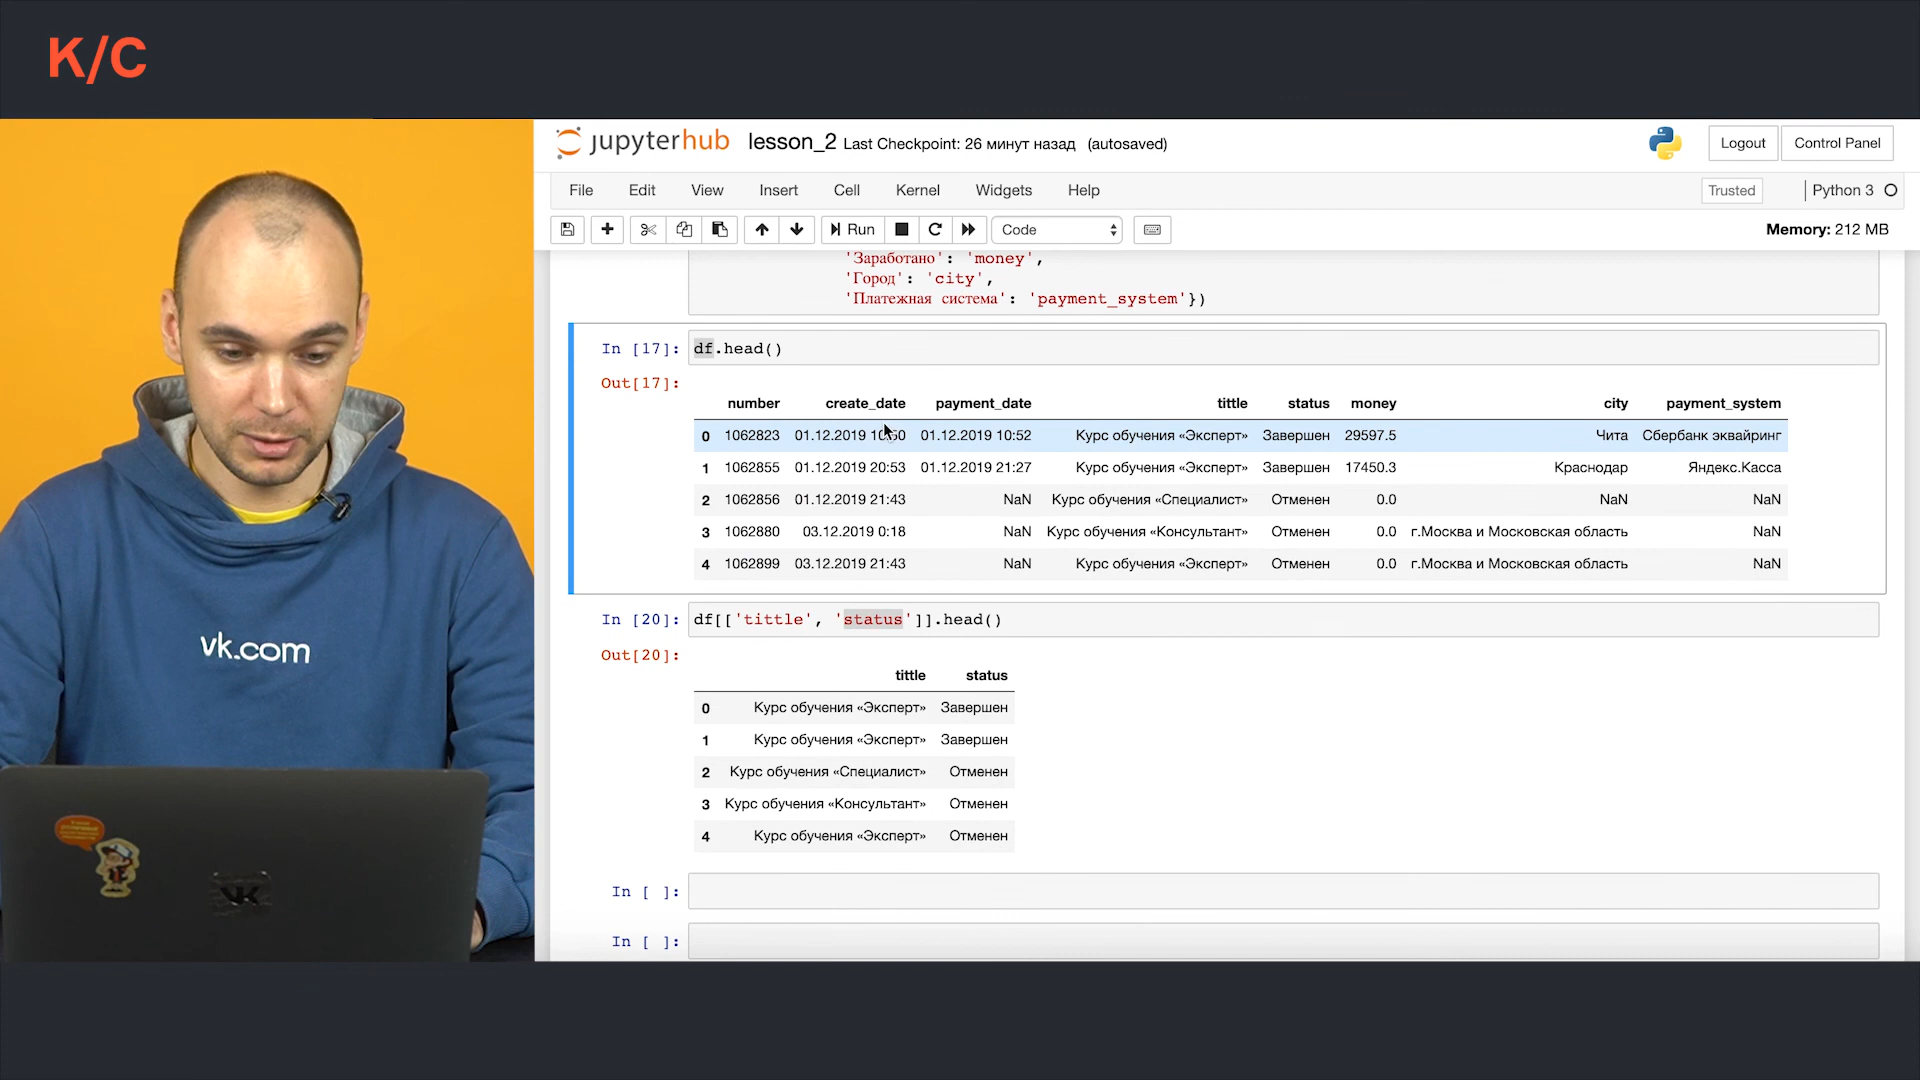 K/C
jupyterhub lesson_2 Last Checkpoint: 26 минут назад (autosaved) Logout Control Panel
File Edit View Insert Cell Kernel Widgets Help Trusted Python 3
Run Code Memory: 212 MB
'Заработано': 'money',
'Город': 'city',
'Платежная система': 'payment_system'})
In [17]: df.head()
Out[17]:
number create_date payment_date tittle status money city payment_system
0 1062823 01.12.2019 10:50 01.12.2019 10:52 Курс обучения «Эксперт» Завершен 29597.5 Чита Сбербанк эквайринг
1 1062855 01.12.2019 20:53 01.12.2019 21:27 Курс обучения «Эксперт» Завершен 17450.3 Краснодар Яндекс.Касса
2 1062856 01.12.2019 21:43 NaN Курс обучения «Специалист» Отменен 0.0 NaN NaN
3 1062880 03.12.2019 0:18 NaN Курс обучения «Консультант» Отменен 0.0 г.Москва и Московская область NaN
4 1062899 03.12.2019 21:43 NaN Курс обучения «Эксперт» Отменен 0.0 г.Москва и Московская область NaN
In [20]: df[['tittle', 'status']].head()
Out[20]:
tittle status
0 Курс обучения «Эксперт» Завершен
1 Курс обучения «Эксперт» Завершен
2 Курс обучения «Специалист» Отменен
3 Курс обучения «Консультант» Отменен
4 Курс обучения «Эксперт» Отменен
In [ ]:
In [ ]:
vk.com